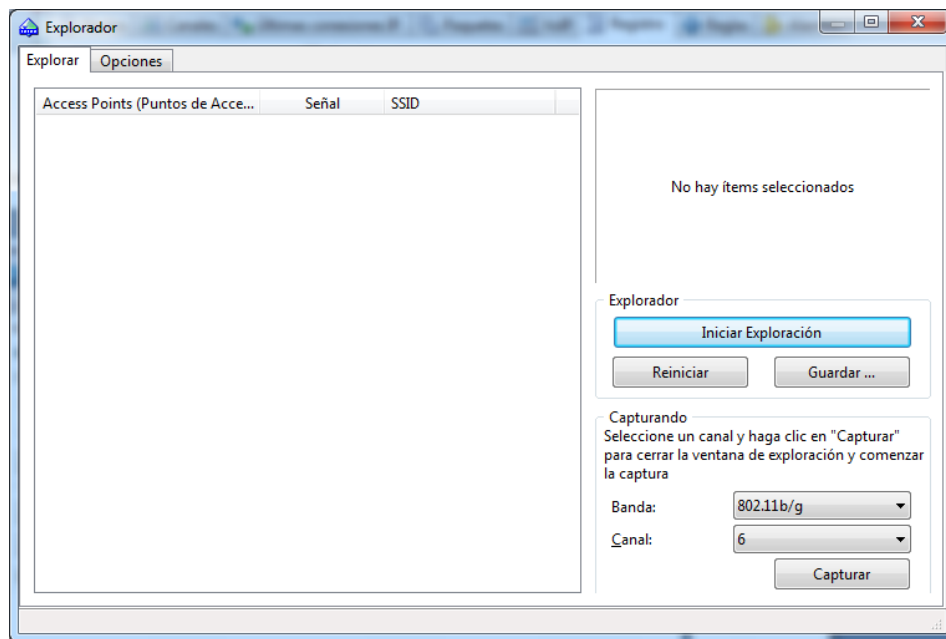 Explorador
Explorar
Opciones
Access Points (Puntos de Acce...
Señal
SSID
No hay ítems seleccionados
Explorador
Iniciar Exploración
Reiniciar
Guardar ...
Capturando
Seleccione un canal y haga clic en "Capturar"
para cerrar la ventana de exploración y comenzar
la captura
Banda:
802.11b/g
Canal:
6
Capturar